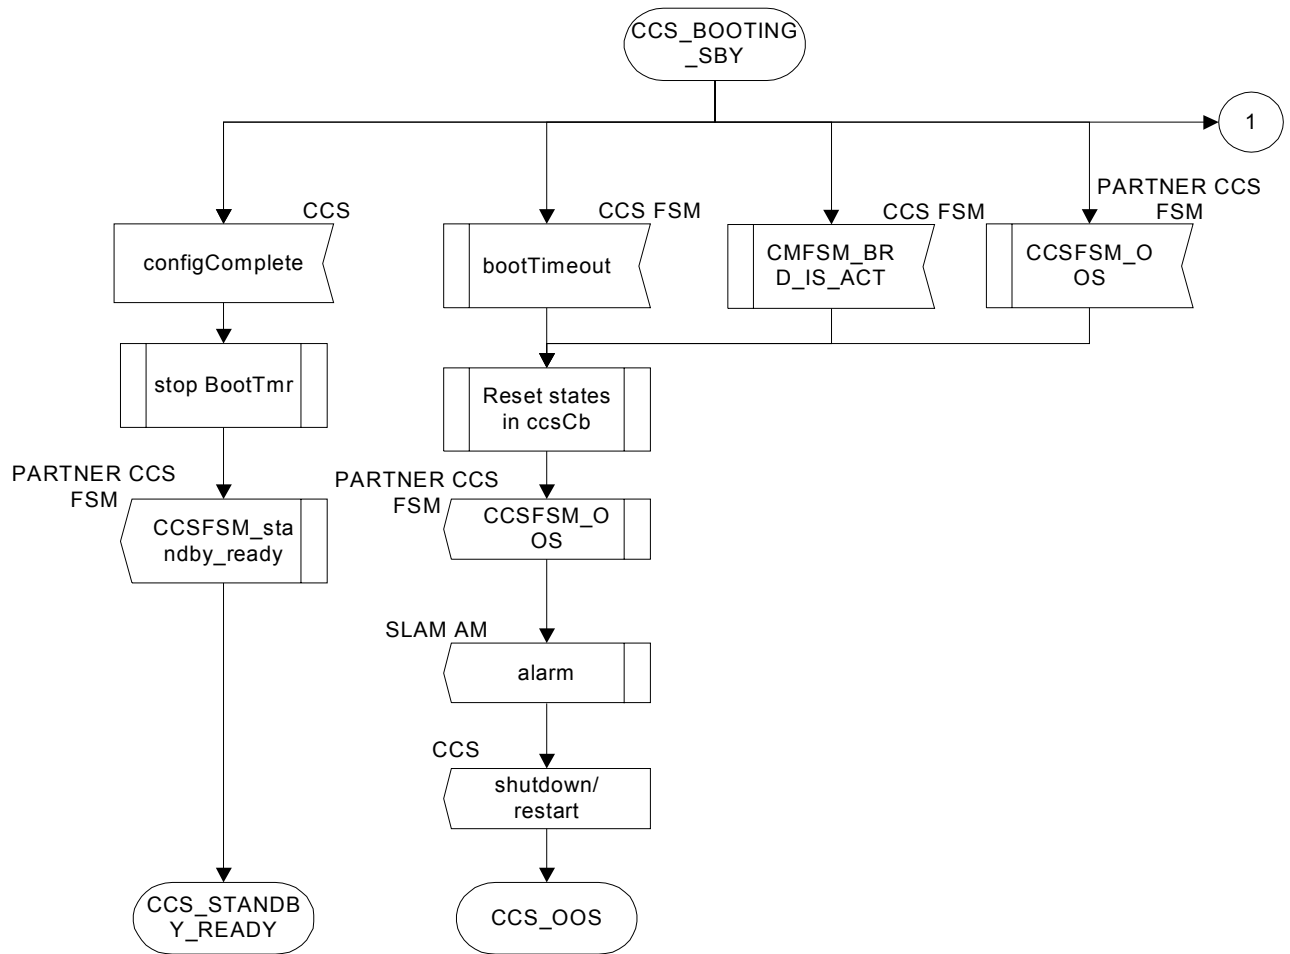 CCS_BOOTING
_SBY
1
CCS
configComplete
CCS FSM
bootTimeout
CCS FSM
CMFSM_BR
D_IS_ACT
PARTNER CCS
FSM
CCSFSM_O
OS
stop BootTmr
Reset states
in ccsCb
PARTNER CCS
FSM
CCSFSM_sta
ndby_ready
PARTNER CCS
FSM
CCSFSM_O
OS
SLAM AM
alarm
CCS
shutdown/
restart
CCS_STANDB
Y_READY
CCS_OOS